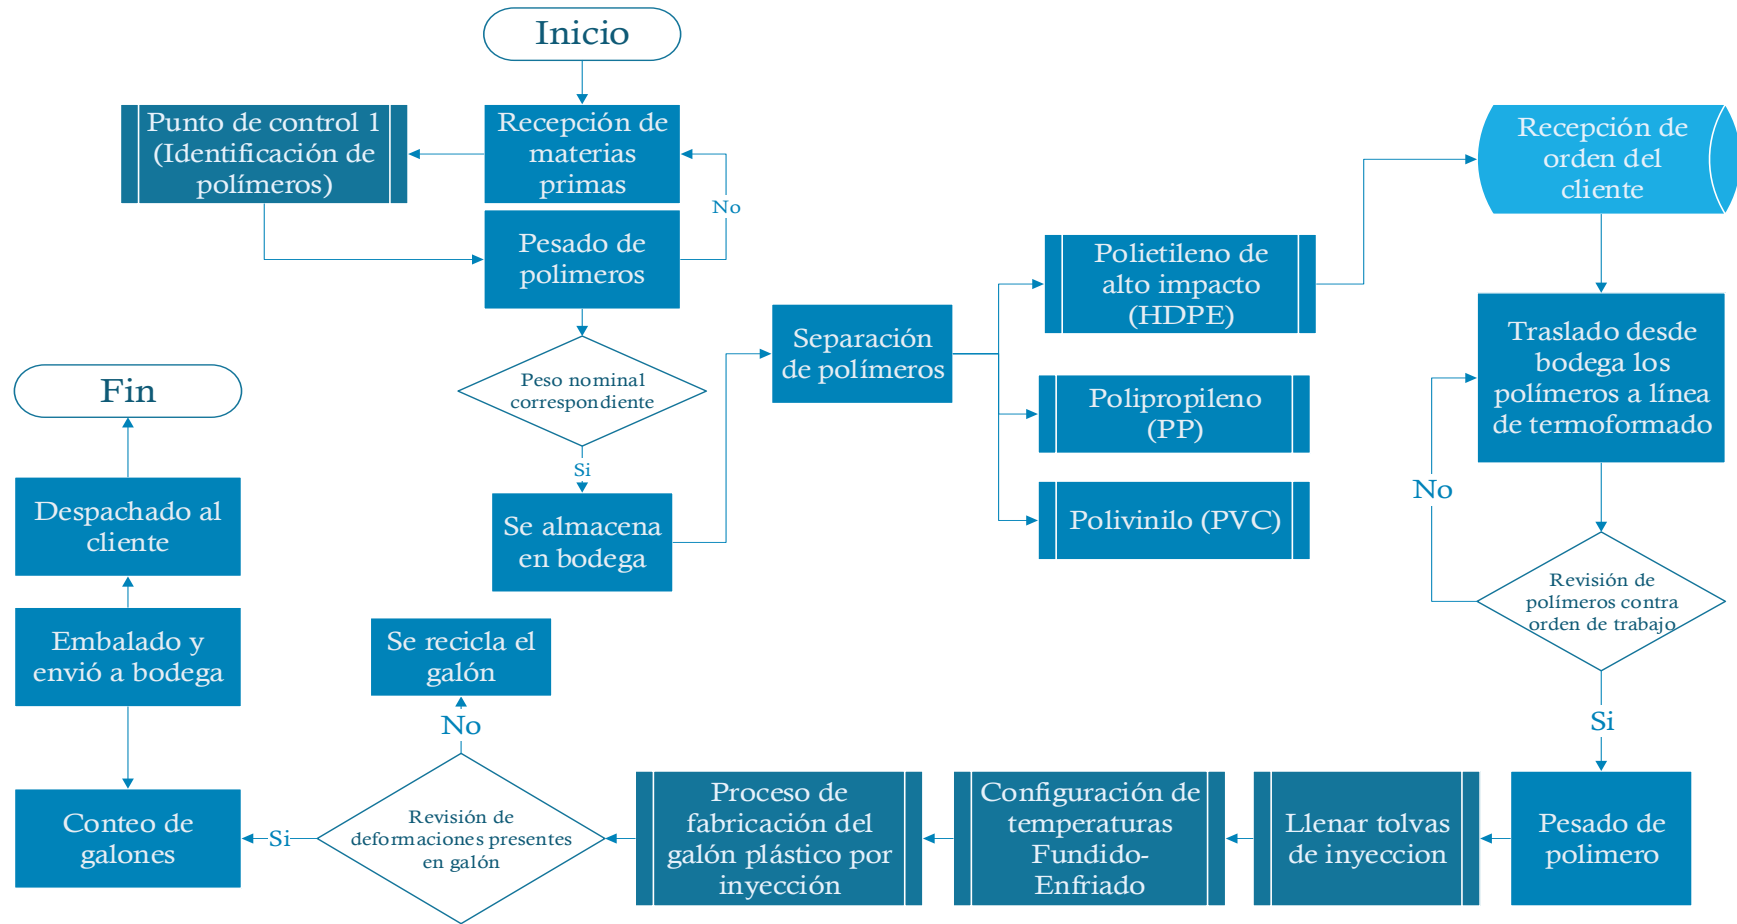 Inicio
Punto de control 1
(Identificación de
polímeros)
Recepción de
materias
primas
No
Pesado de
polimeros
Peso nominal
correspondiente
Si
Se almacena
en bodega
Separación
de polímeros
Polietileno de
alto impacto
(HDPE)
Polipropileno
(PP)
Polivinilo (PVC)
Recepción de
orden del
cliente
Traslado desde
bodega los
polímeros a línea
de termoformado
No
Revisión de
polímeros contra
orden de trabajo
Si
Pesado de
polimero
Llenar tolvas
de inyeccion
Configuración de
temperaturas
Fundido-
Enfriado
Proceso de
fabricación del
galón plástico por
inyección
Revisión de
deformaciones presentes
en galón
No
Se recicla el
galón
Si
Conteo de
galones
Embalado y
envió a bodega
Despachado al
cliente
Fin